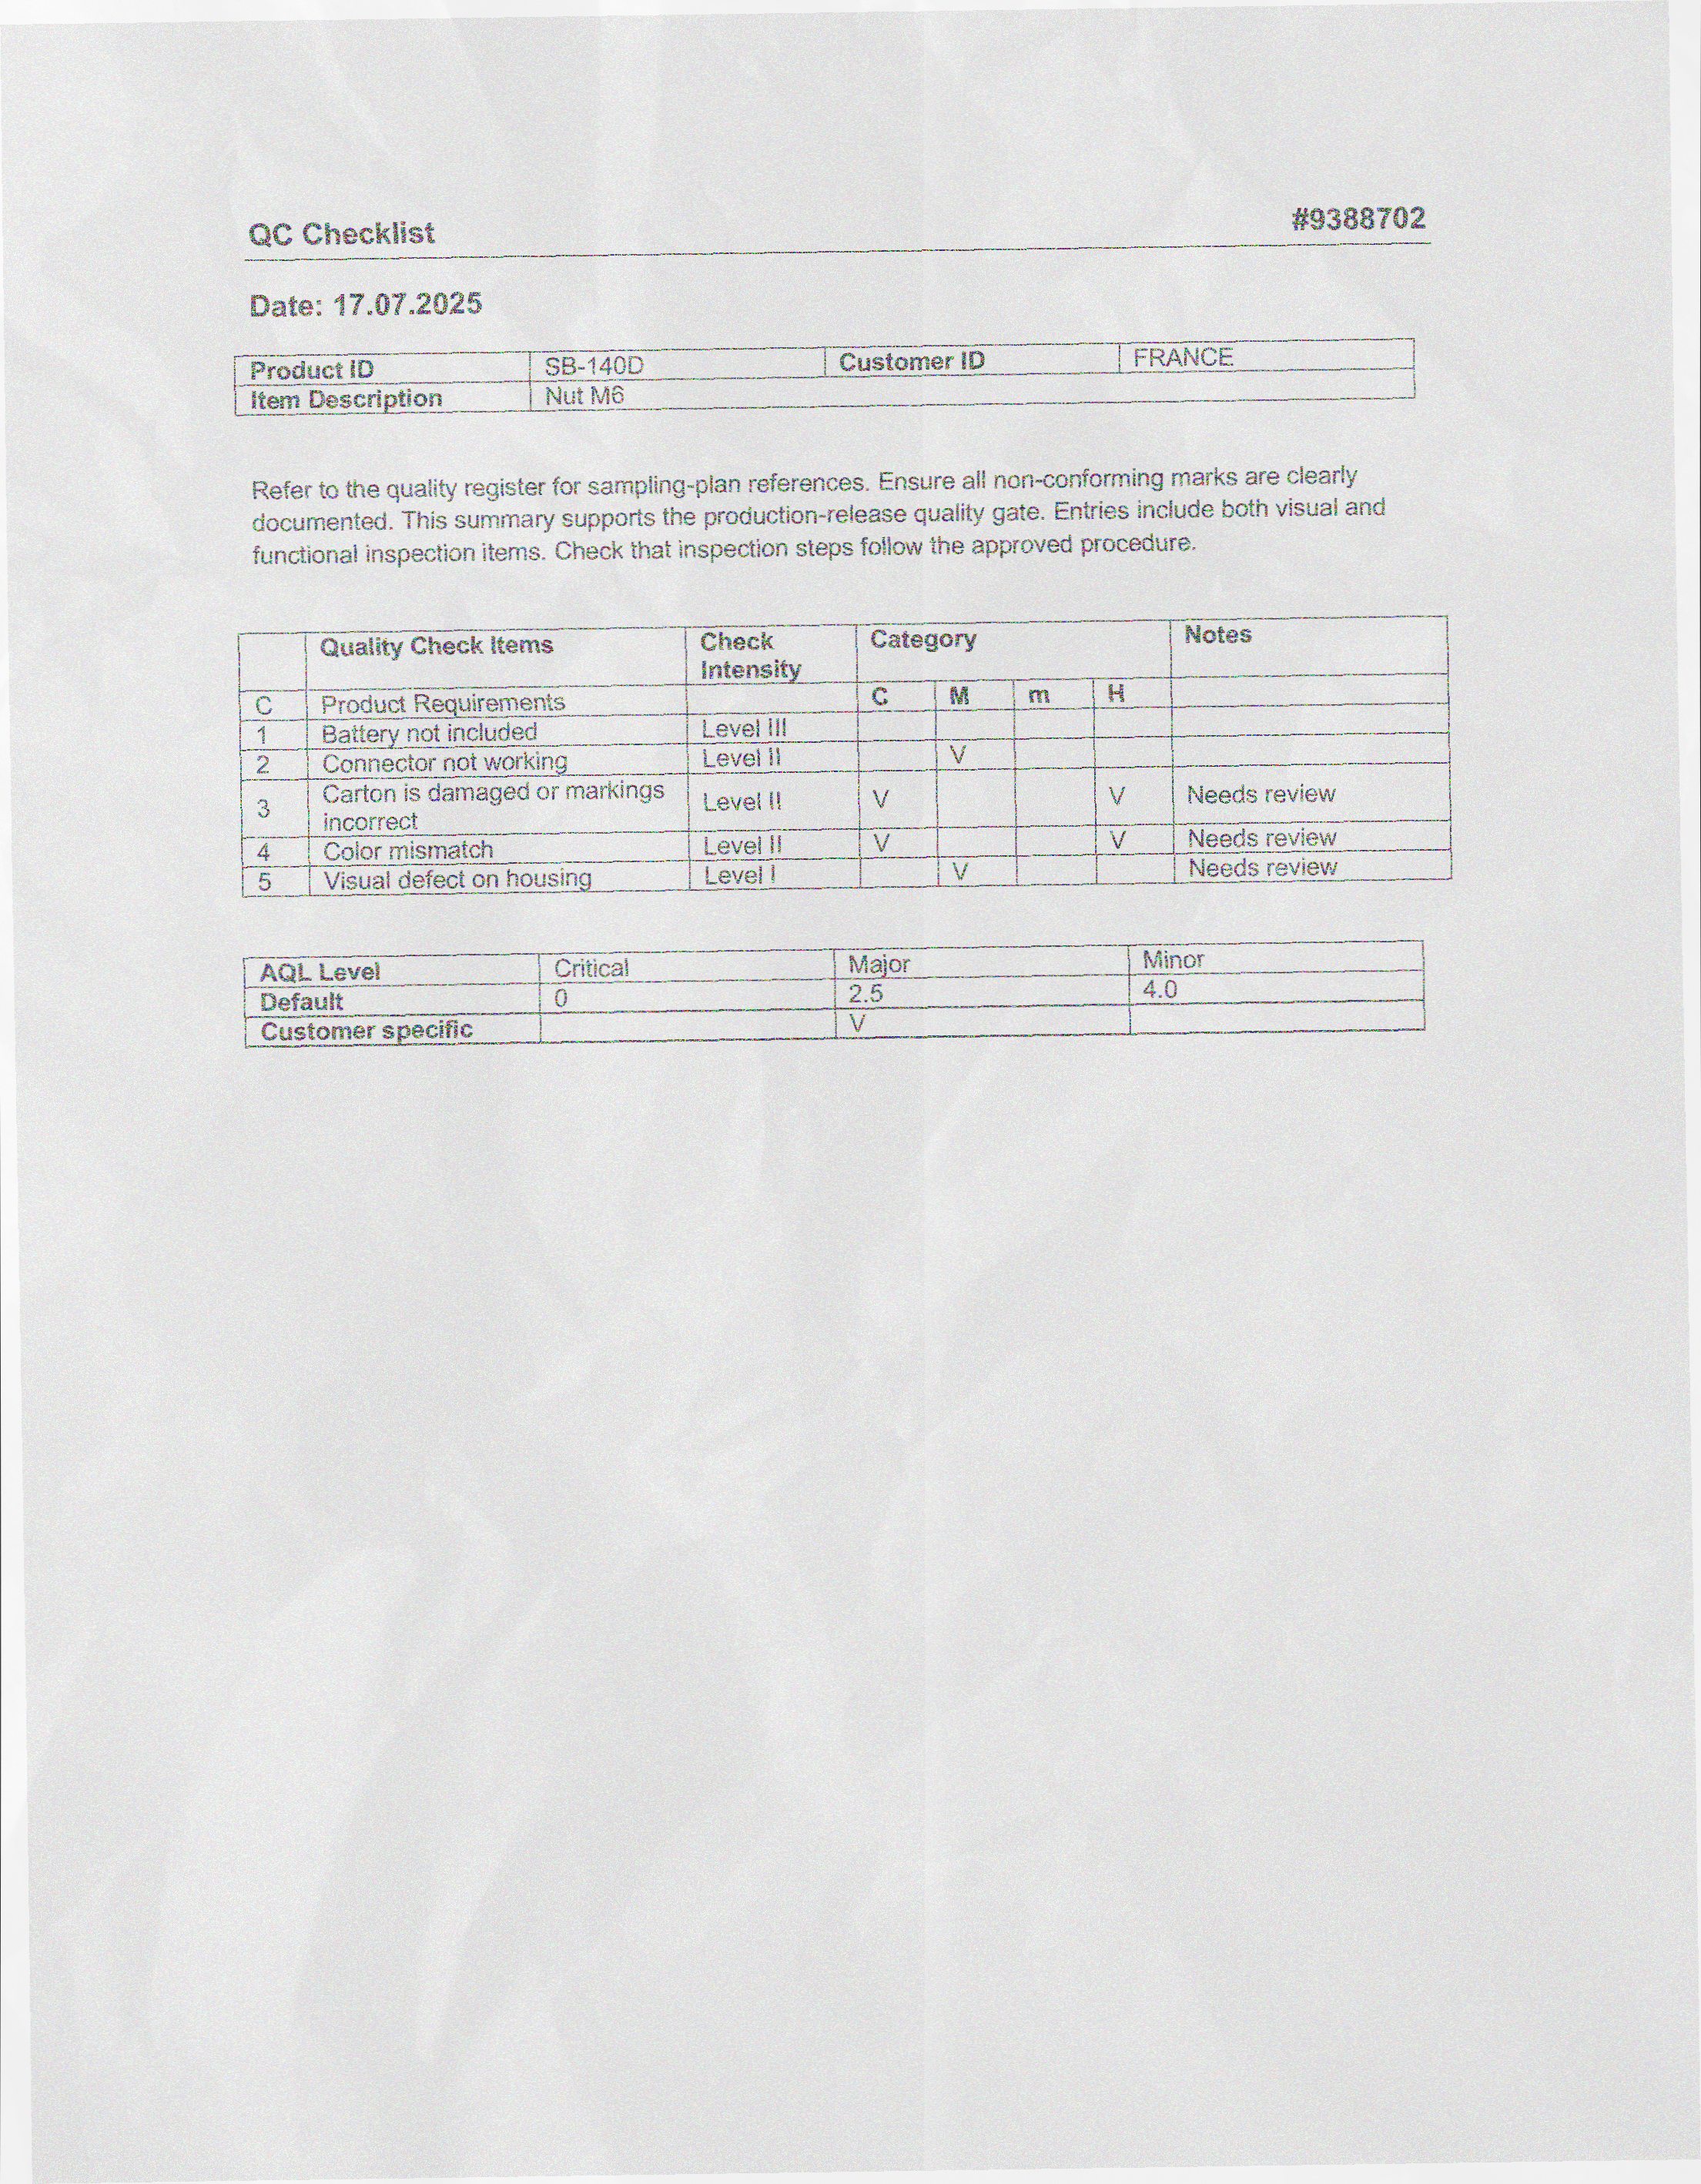 QC Checklist #9388702
Date: 17.07.2025
Product ID SB-140D Customer ID FRANCE
Item Description Nut M6
Refer to the quality register for sampling-plan references. Ensure all non-conforming marks are clearly
documented. This summary supports the production-release quality gate. Entries include both visual and
functional inspection items. Check that inspection steps follow the approved procedure.
Quality Check Items Check Category Notes
Intensity
C Product Requirements C M m H
1 Battery not included Level III
2 Connector not working Level II V
3 Carton is damaged or markings Level II V V Needs review
incorrect
4 Color mismatch Level II V V Needs review
5 Visual defect on housing Level I V Needs review
AQL Level Critical Major Minor
Default 0 2.5 4.0
Customer specific V